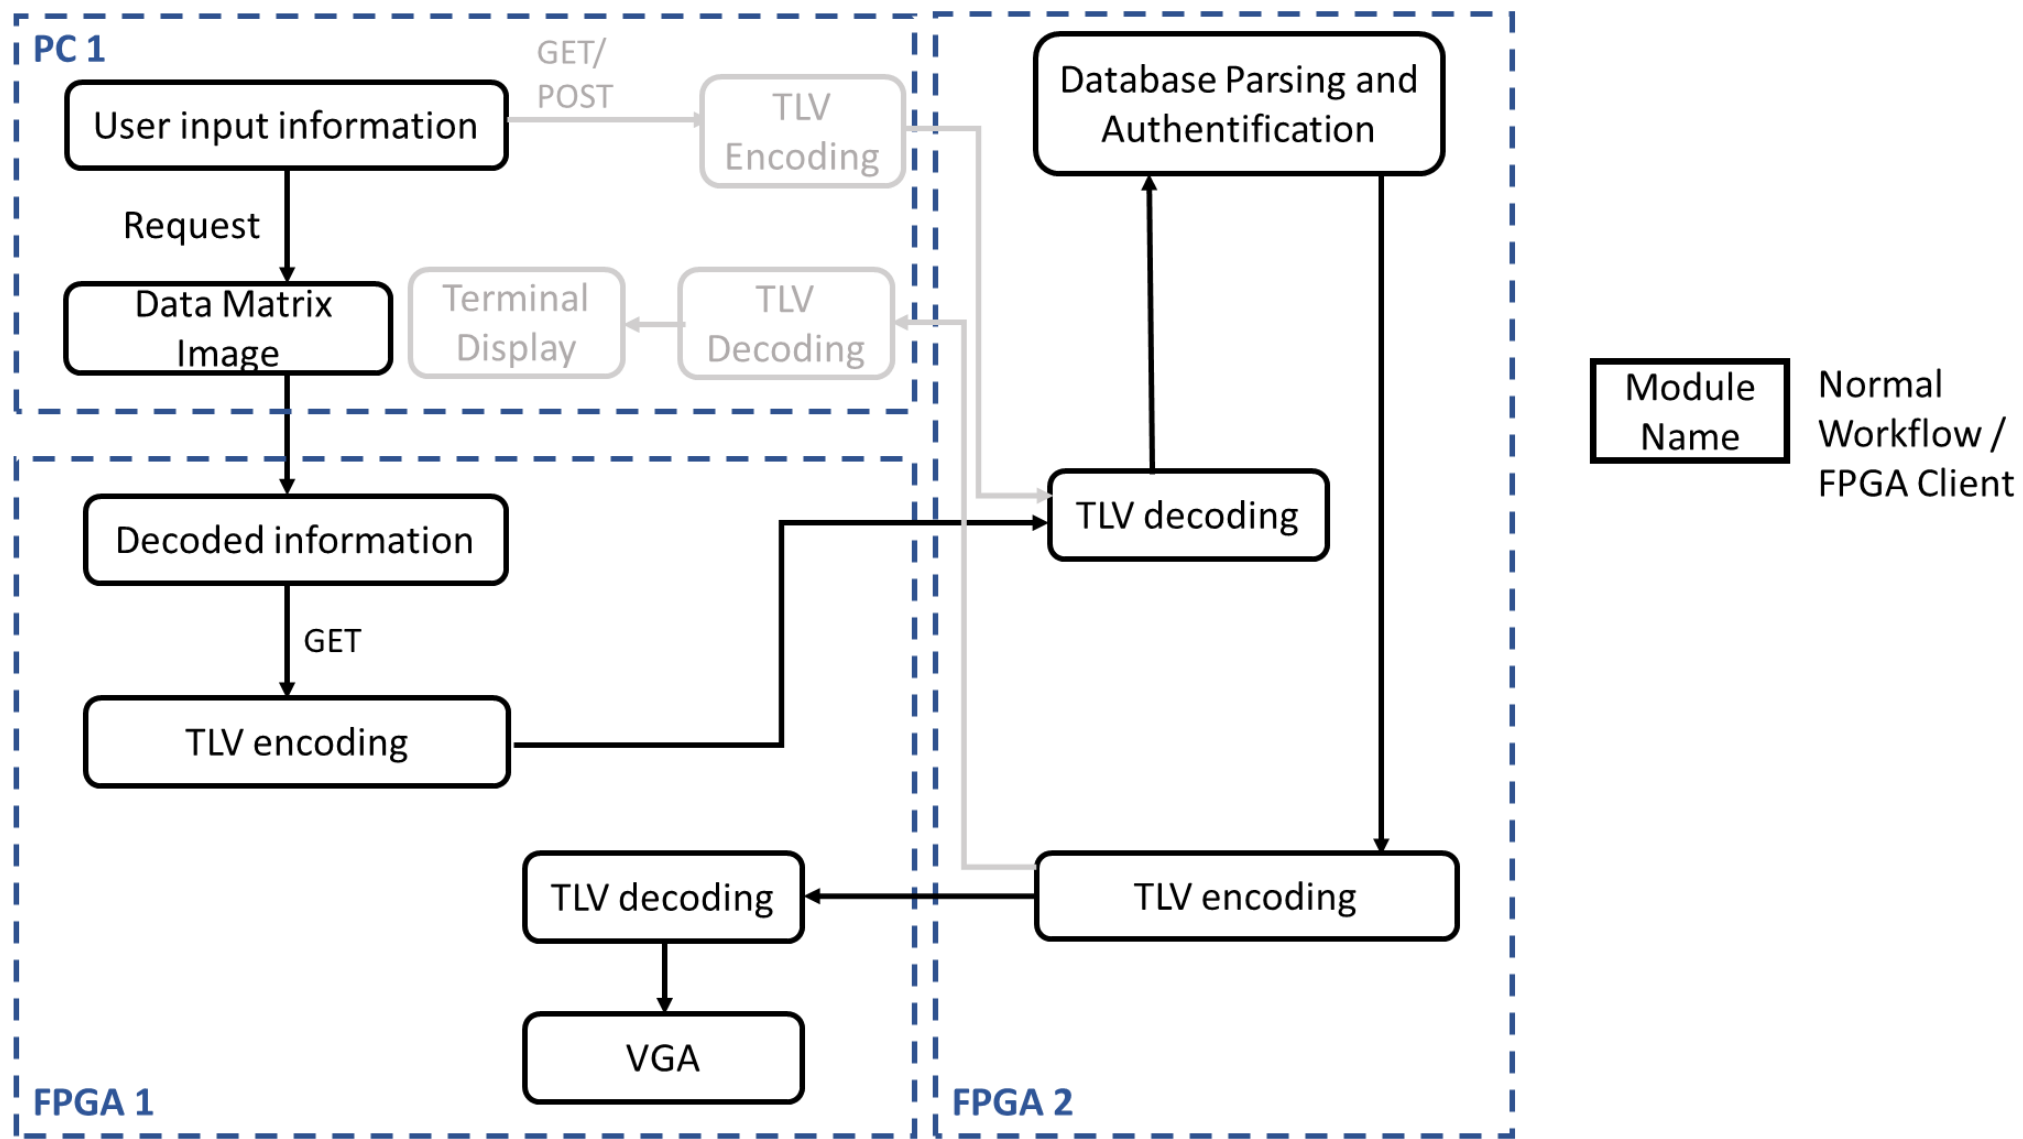 PC 1
User input information
GET/
POST
TLV
Encoding
Request
Data Matrix
Image
Terminal
Display
TLV
Decoding
Decoded information
GET
TLV encoding
TLV decoding
VGA
FPGA 1
Database Parsing and
Authentification
TLV decoding
TLV encoding
FPGA 2
Module
Name
Normal
Workflow /
FPGA Client